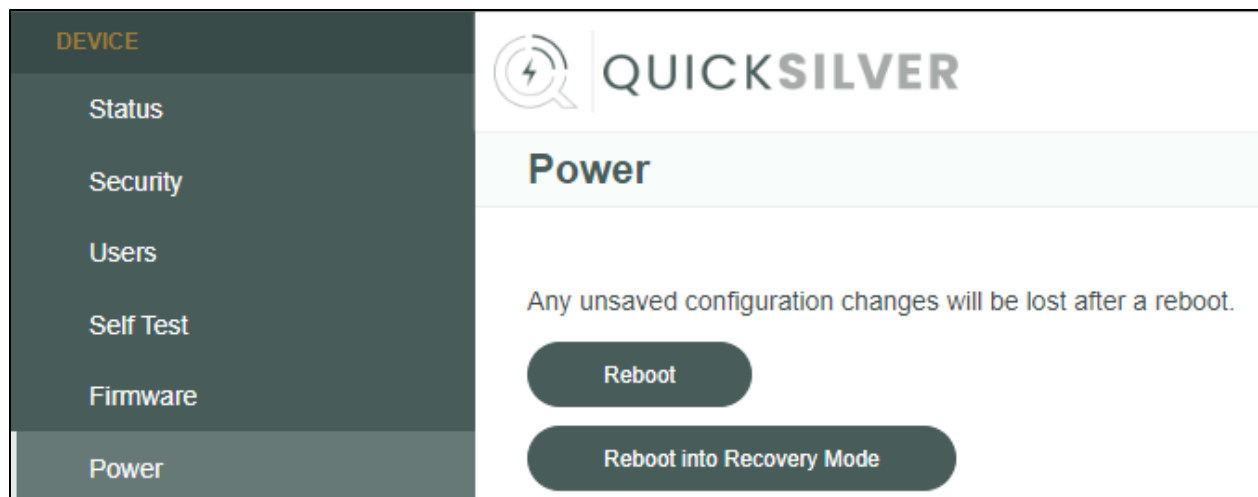 DEVICE
Status
Security
Users
Self Test
Firmware
Power
QUICKSILVER
Power
Any unsaved configuration changes will be lost after a reboot.
Reboot
Reboot into Recovery Mode